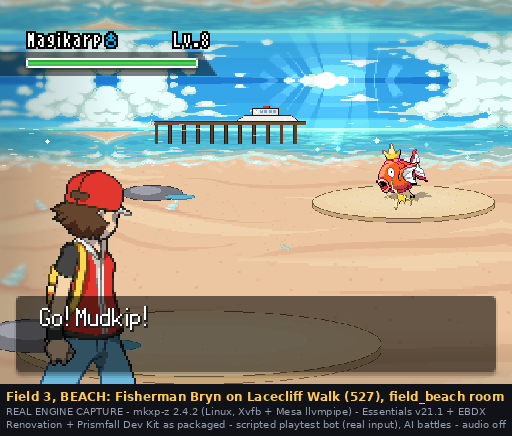 Magikarp♂ Lv.8
Go! Mudkip!
Field 3, BEACH: Fisherman Bryn on Lacecliff Walk (527), field_beach room
REAL ENGINE CAPTURE - mkxp-z 2.4.2 (Linux, Xvfb + Mesa llvmpipe) - Essentials v21.1 + EBDX
Renovation + Prismfall Dev Kit as packaged - scripted playtest bot (real input), AI battles - audio off